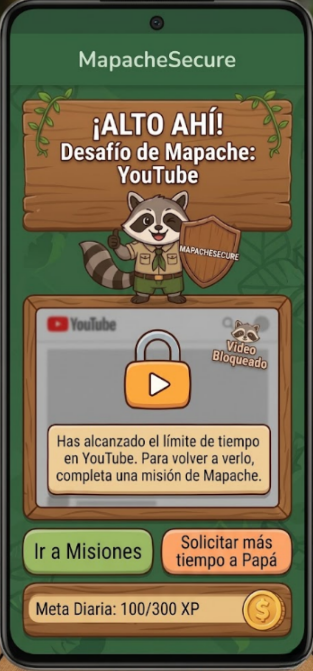 MapacheSecure
¡ALTO AHÍ!
Desafío de Mapache:
YouTube
MAPACHESECURE
YouTube
Video
Bloqueado
Has alcanzado el límite de tiempo
en YouTube. Para volver a verlo,
completa una misión de Mapache.
Ir a Misiones
Solicitar más
tiempo a Papá
Meta Diaria: 100/300 XP
$